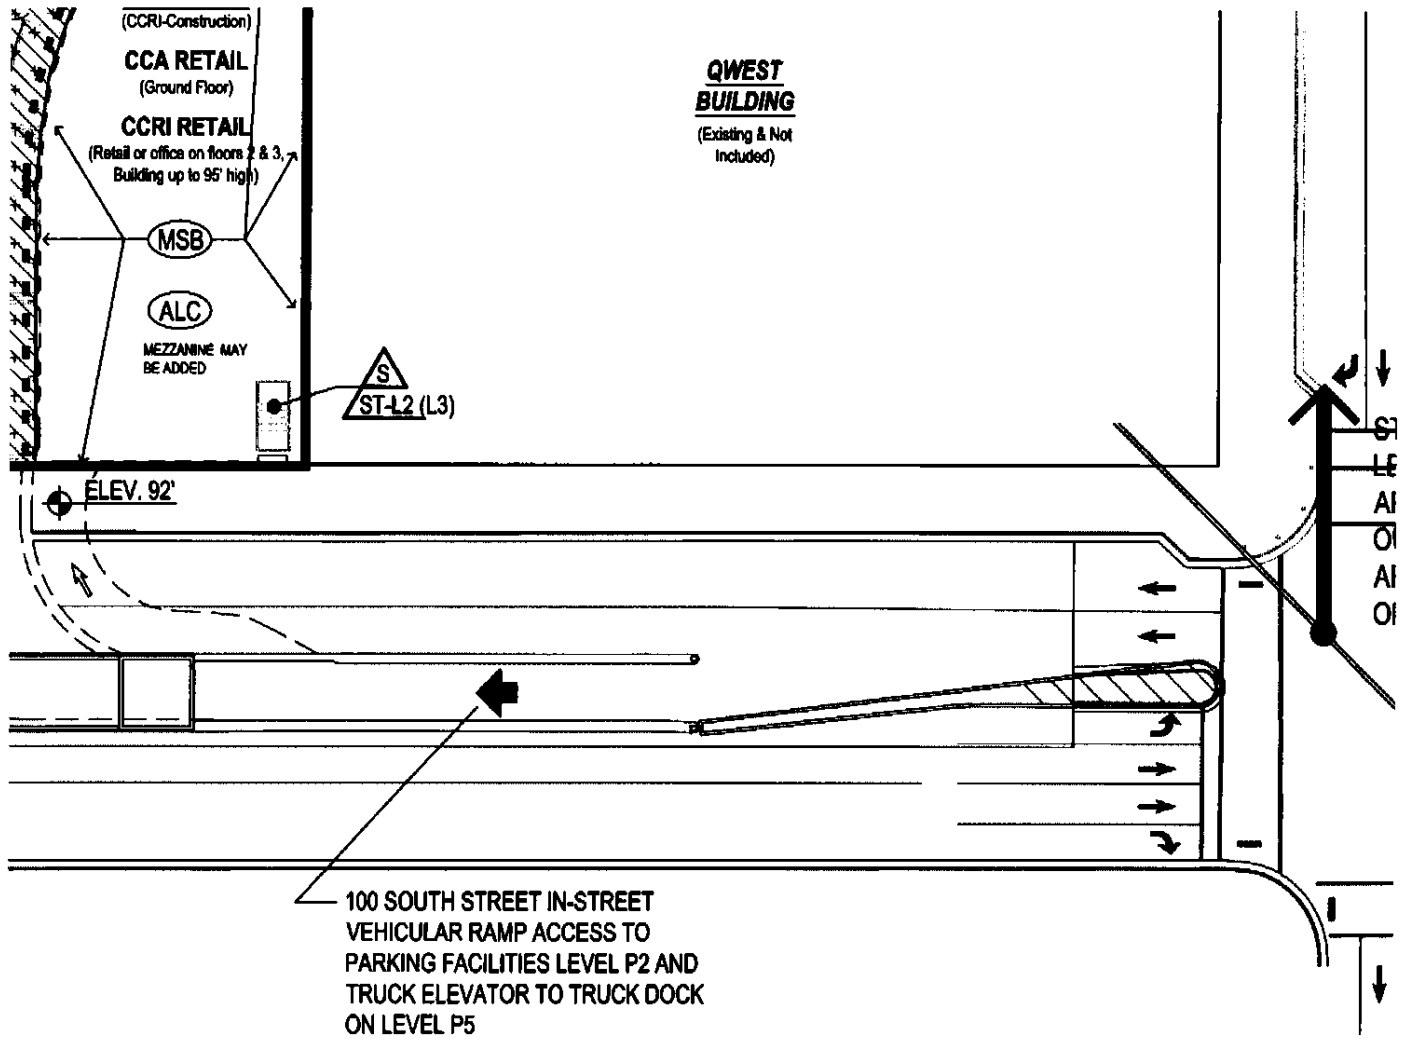 (CCRI-Construction)
CCA RETAIL
(Ground Floor)
CCRI RETAIL
(Retail or office on floors 2 & 3,
Building up to 95' high)
MSB
ALC
MEZZANINE MAY
BE ADDED
S
ST-L2 (L3)
ELEV. 92'
QWEST
BUILDING
(Existing & Not
Included)
100 SOUTH STREET IN-STREET
VEHICULAR RAMP ACCESS TO
PARKING FACILITIES LEVEL P2 AND
TRUCK ELEVATOR TO TRUCK DOCK
ON LEVEL P5